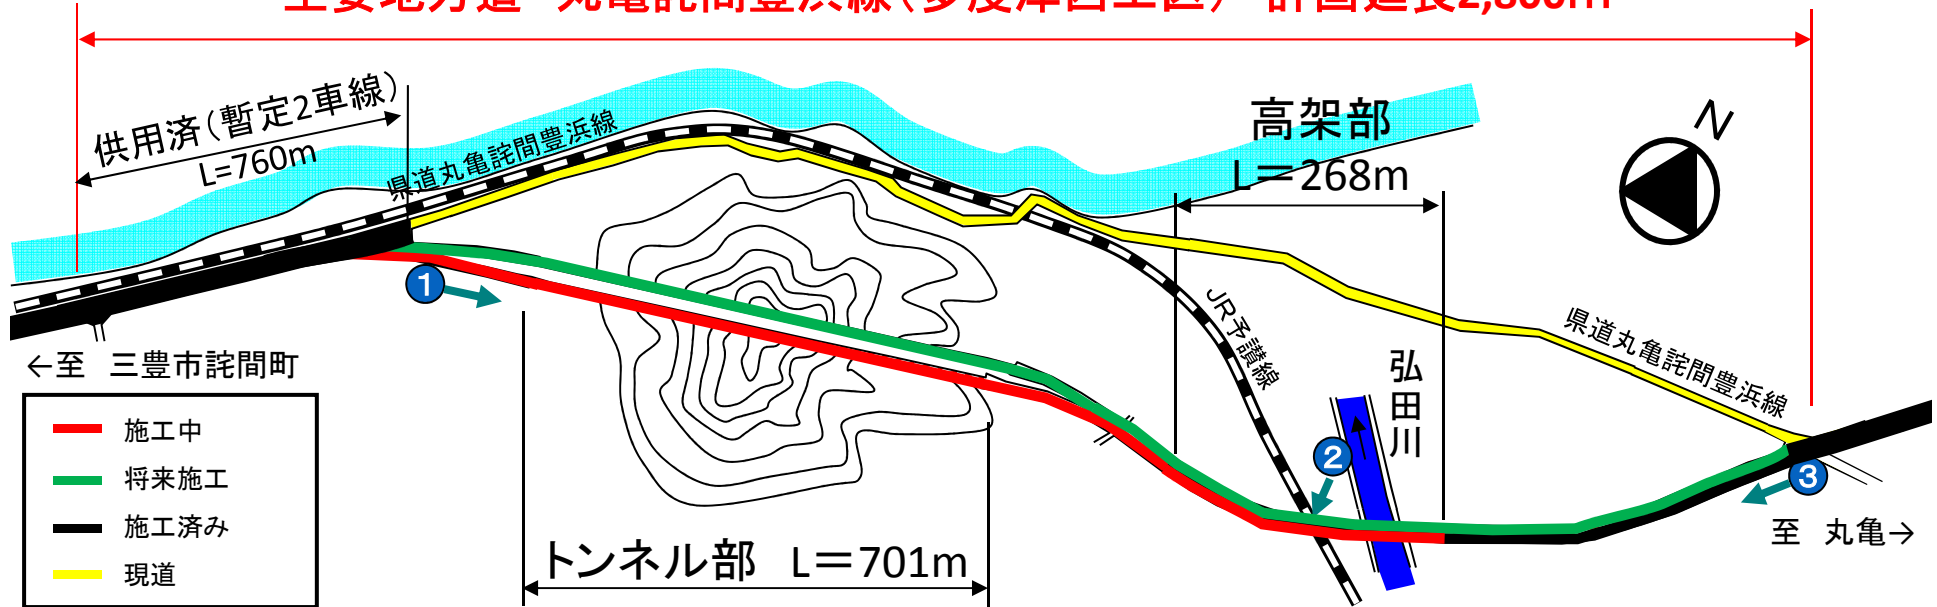 供用済(暫定2車線)
L=760m
県道丸亀詫間豊浜線
高架部
L=268m
N
①
←至 三豊市詫間町
JR予讃線
弘田川
県道丸亀詫間豊浜線
②
③
至 丸亀→
トンネル部 L=701m
施工中
将来施工
施工済み
現道